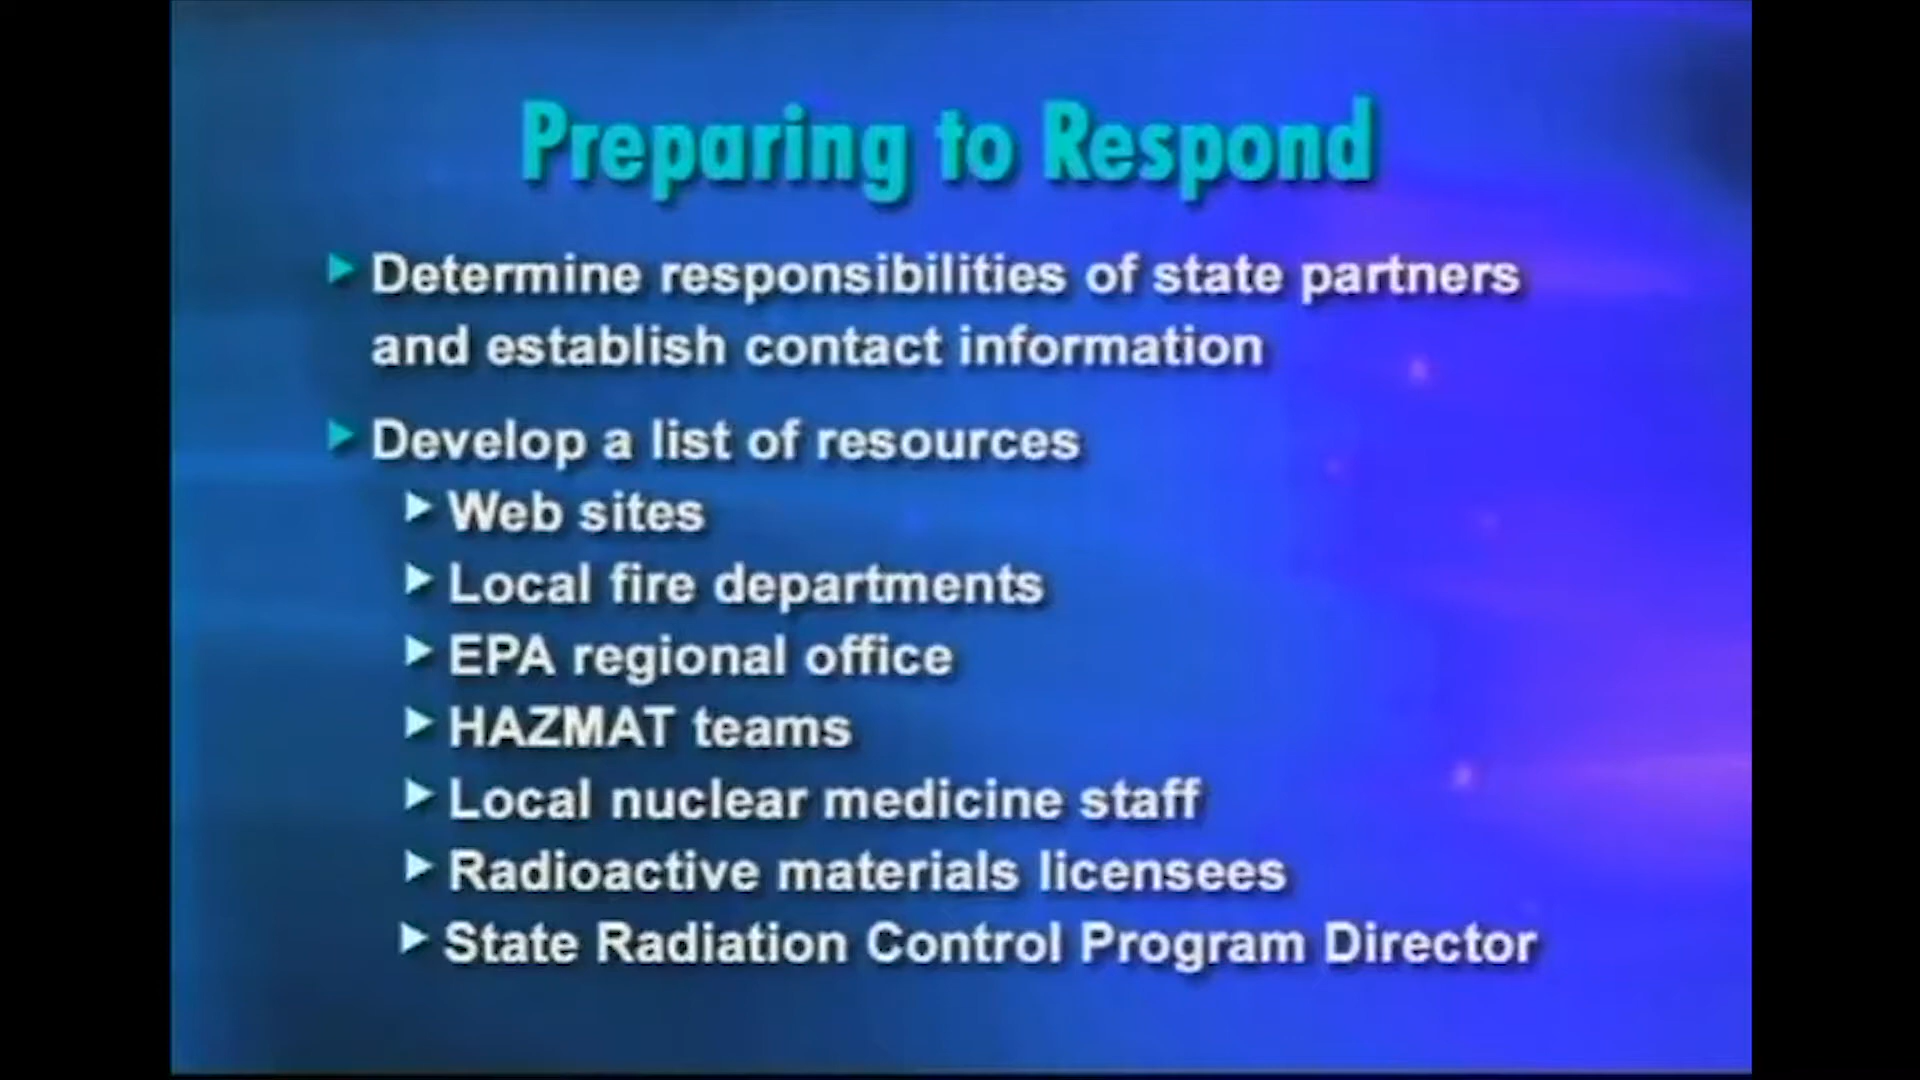 Preparing to Respond
Determine responsibilities of state partners
and establish contact information
Develop a list of resources
Web sites
Local fire departments
EPA regional office
HAZMAT teams
Local nuclear medicine staff
Radioactive materials licensees
State Radiation Control Program Director